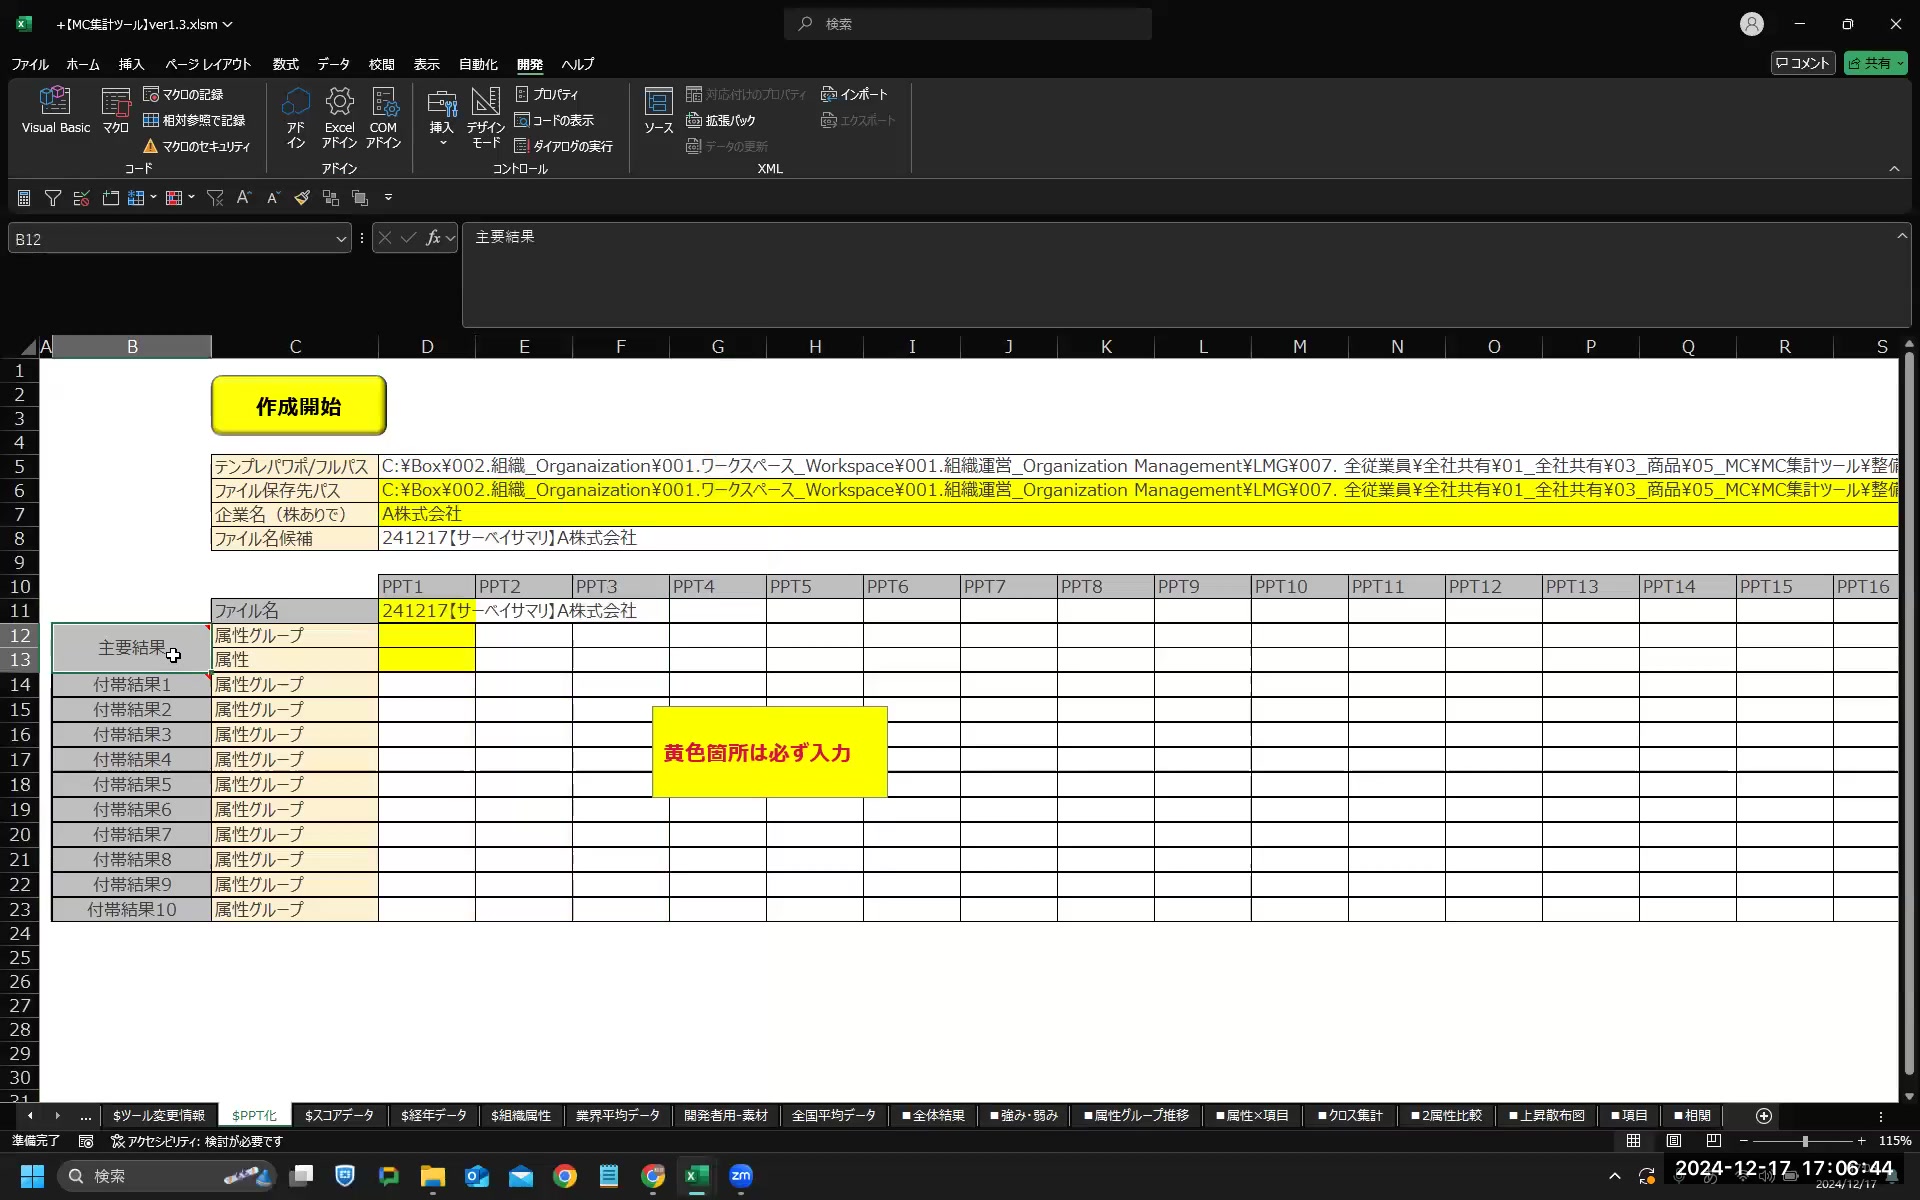 +【MC集計ツール】ver1.3.xlsm
検索
ファイル ホーム 挿入 ページ レイアウト 数式 データ 校閲 表示 自動化 開発 ヘルプ
コメント 共有
Visual Basic マクロ マクロの記録 相対参照で記録 マクロのセキュリティ
コード
アド イン Excel アドイン COM アドイン
アドイン
挿入 デザイン モード プロパティ コードの表示 ダイアログの実行
コントロール
ソース 対応付けのプロパティ 拡張パック データの更新 インポート エクスポート
XML
B12 fx 主要結果
A B C D E F G H I J K L M N O P Q R S
1
2
3
作成開始
4
5 テンプレパワポ/フルパス C:¥Box¥002.組織_Organaization¥001.ワークスペース_Workspace¥001.組織運営_Organization Management¥LMG¥007. 全従業員¥全社共有¥01_全社共有¥03_商品¥05_MC¥MC集計ツール¥整備
6 ファイル保存先パス C:¥Box¥002.組織_Organaization¥001.ワークスペース_Workspace¥001.組織運営_Organization Management¥LMG¥007. 全従業員¥全社共有¥01_全社共有¥03_商品¥05_MC¥MC集計ツール¥整備
7 企業名（株ありで） A株式会社
8 ファイル名候補 241217【サーベイサマリ】A株式会社
9
10 PPT1 PPT2 PPT3 PPT4 PPT5 PPT6 PPT7 PPT8 PPT9 PPT10 PPT11 PPT12 PPT13 PPT14 PPT15 PPT16
11 ファイル名 241217【サーベイサマリ】A株式会社
12 主要結果 属性グループ
13 属性
14 付帯結果1 属性グループ
15 付帯結果2 属性グループ
16 付帯結果3 属性グループ
17 付帯結果4 属性グループ
黄色箇所は必ず入力
18 付帯結果5 属性グループ
19 付帯結果6 属性グループ
20 付帯結果7 属性グループ
21 付帯結果8 属性グループ
22 付帯結果9 属性グループ
23 付帯結果10 属性グループ
24
25
26
27
28
29
30
31
... $ツール変更情報 $PPT化 $スコアデータ $経年データ $組織属性 業界平均データ 開発者用-素材 全国平均データ ■全体結果 ■強み・弱み ■属性グループ推移 ■属性×項目 ■クロス集計 ■2属性比較 ■上昇散布図 ■項目 ■相関
準備完了 アクセシビリティ: 検討が必要です 115%
検索 zm
2024-12-17 17:06:44
2024/12/17